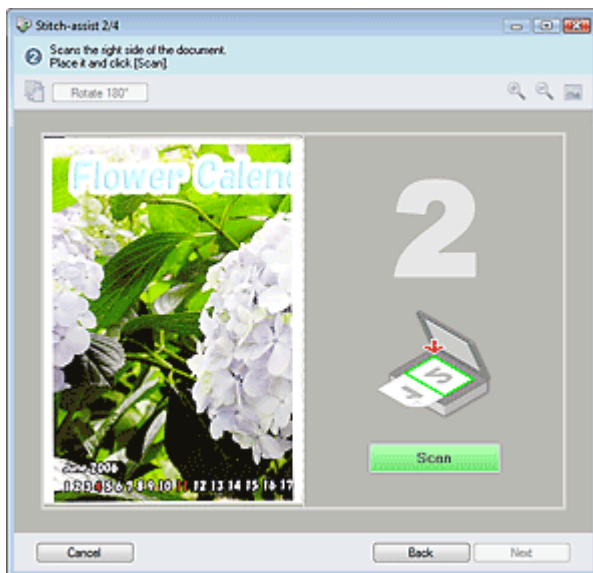 Stitch-assist 2/4
2 Scans the right side of the document.
Place it and click [Scan].
Rotate 180°
Flower Calend
2
June 2006
1 2 3 4 5 6 7 8 9 10 11 12 13 14 15 16 17
Scan
Cancel
Back
Next